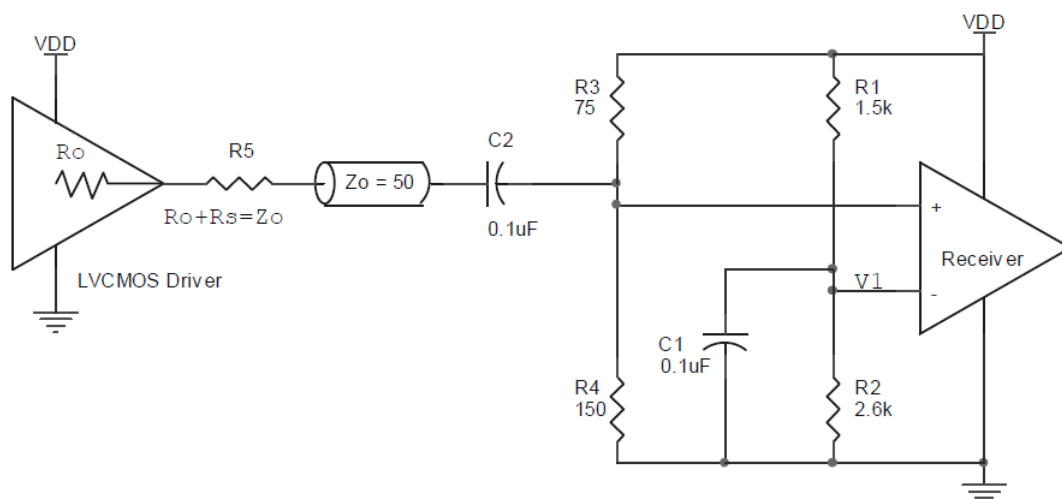 VDD
Ro
R5
Ro+Rs=Zo
LVCMOS Driver
Zo = 50
C2
0.1uF
R3
75
R4
150
VDD
R1
1.5k
V1
C1
0.1uF
R2
2.6k
+
-
Receiver